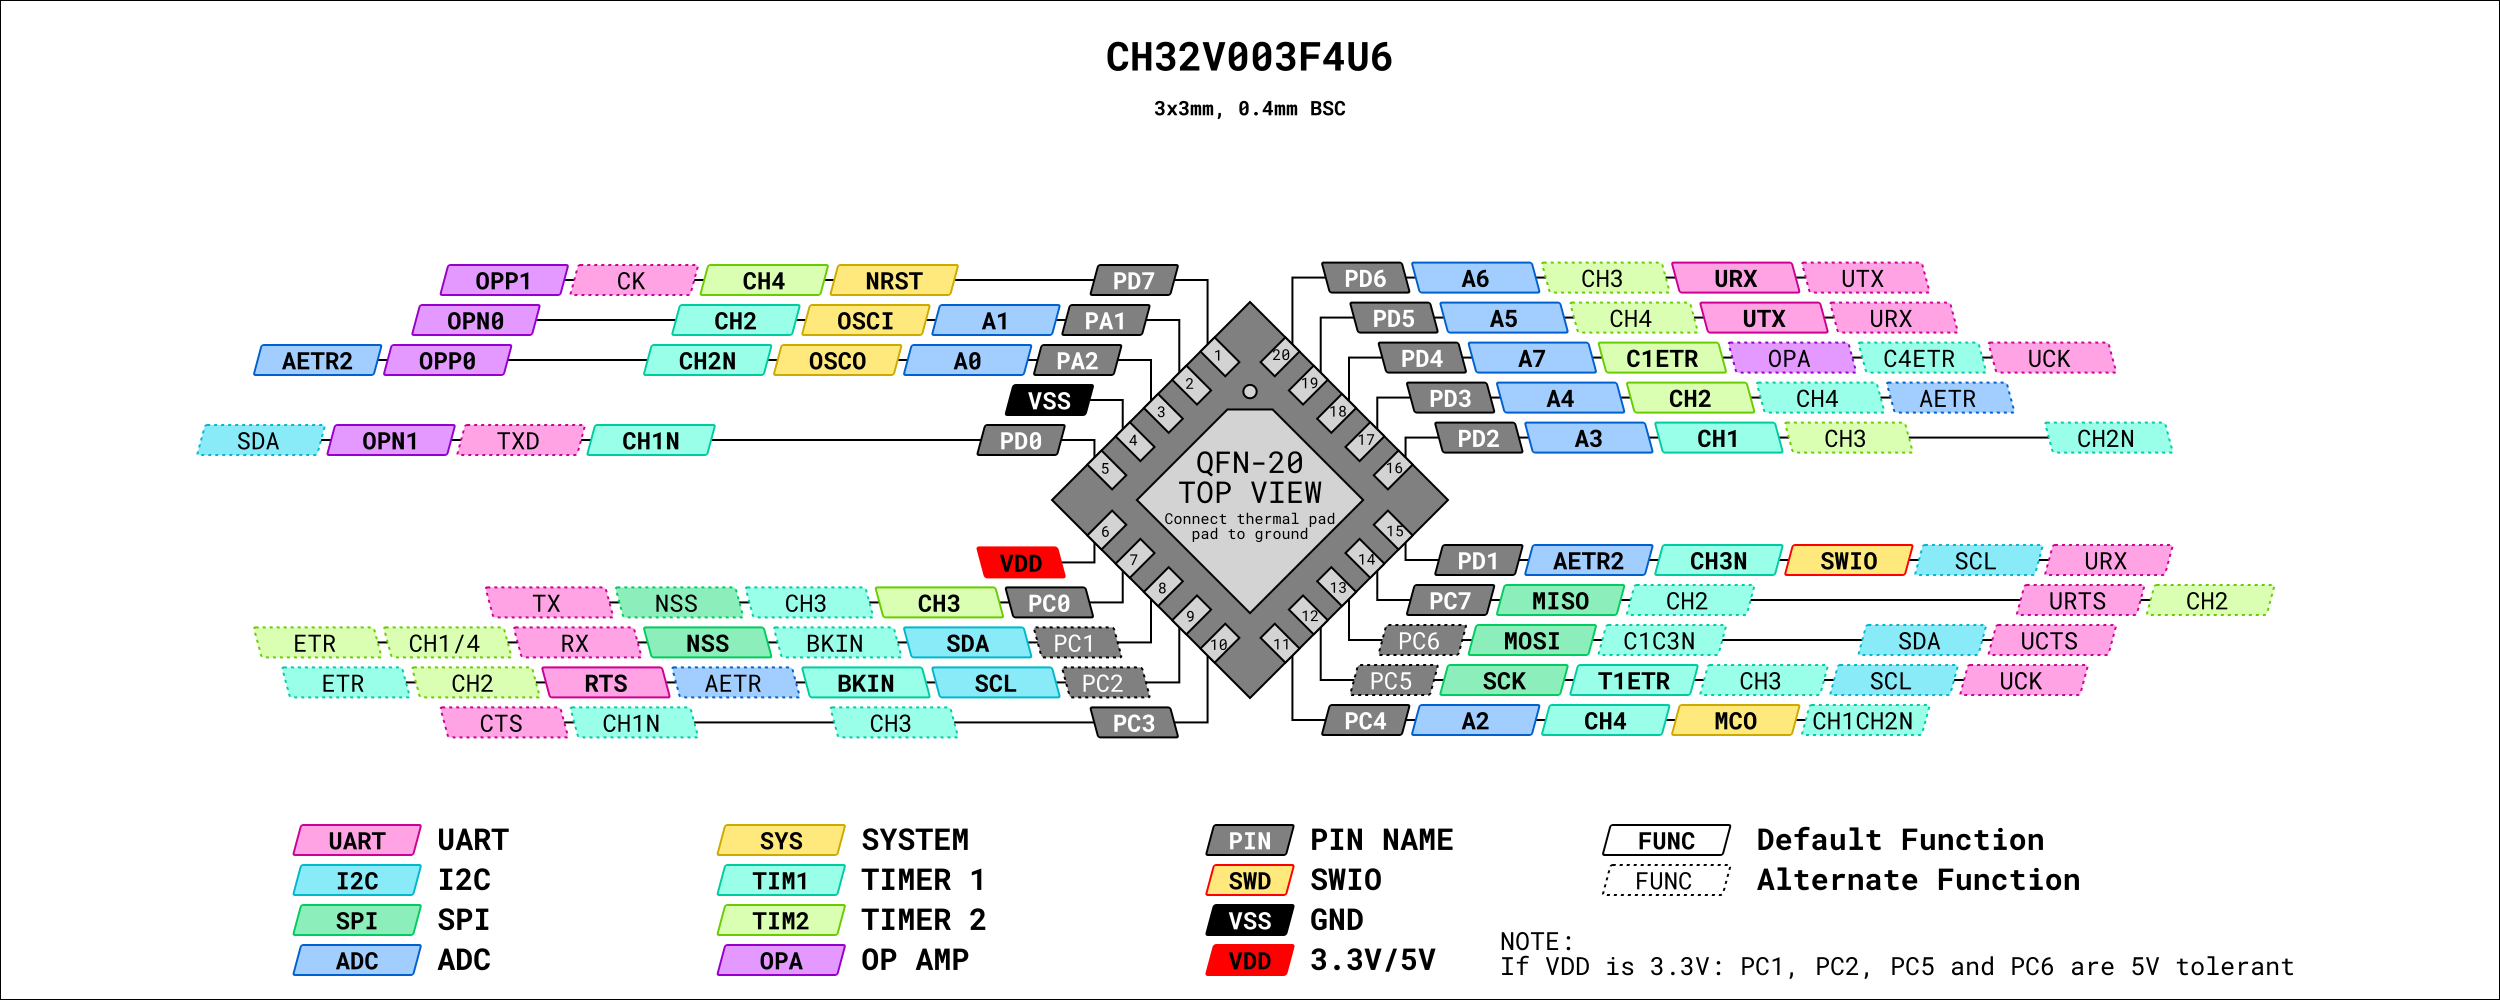 CH32V003F4U6
3x3mm, 0.4mm BSC
OPP1 CK CH4 NRST PD7
OPN0 CH2 OSCI A1 PA1
AETR2 OPP0 CH2N OSCO A0 PA2
VSS
SDA OPN1 TXD CH1N PD0
VDD
TX NSS CH3 CH3 PC0
ETR CH1/4 RX NSS BKIN SDA PC1
ETR CH2 RTS AETR BKIN SCL PC2
CTS CH1N CH3 PC3
1
2
3
4
5
6
7
8
9
10
QFN-20
TOP VIEW
Connect thermal pad
pad to ground
20
19
18
17
16
15
14
13
12
11
PD6 A6 CH3 URX UTX
PD5 A5 CH4 UTX URX
PD4 A7 C1ETR OPA C4ETR UCK
PD3 A4 CH2 CH4 AETR
PD2 A3 CH1 CH3 CH2N
PD1 AETR2 CH3N SWIO SCL URX
PC7 MISO CH2 URTS CH2
PC6 MOSI C1C3N SDA UCTS
PC5 SCK T1ETR CH3 SCL UCK
PC4 A2 CH4 MCO CH1CH2N
UART UART
I2C I2C
SPI SPI
ADC ADC
SYS SYSTEM
TIM1 TIMER 1
TIM2 TIMER 2
OPA OP AMP
PIN PIN NAME
SWD SWIO
VSS GND
VDD 3.3V/5V
FUNC Default Function
FUNC Alternate Function
NOTE:
If VDD is 3.3V: PC1, PC2, PC5 and PC6 are 5V tolerant